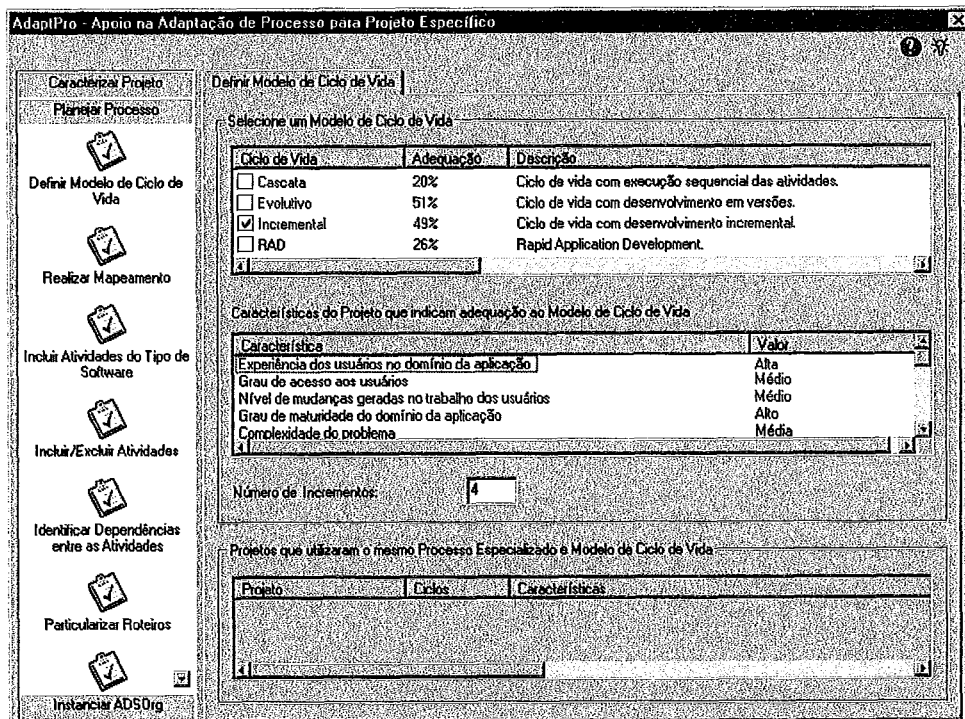 AdaptPro - Apoio na Adaptação de Processo para Projeto Específico
Caracterizar Projeto
Planejar Processo
Definir Modelo de Ciclo de Vida
Realizar Mapeamento
Incluir Atividades do Tipo de Software
Incluir/Excluir Atividades
Identificar Dependências entre as Atividades
Particularizar Roteiros
Instanciar ADSOrg
Definir Modelo de Ciclo de Vida
Selecione um Modelo de Ciclo de Vida
Ciclo de Vida Adequação Descrição
Cascata 20% Ciclo de vida com execução sequencial das atividades.
Evolutivo 51% Ciclo de vida com desenvolvimento em versões.
Incremental 49% Ciclo de vida com desenvolvimento incremental.
RAD 26% Rapid Application Development.
Características do Projeto que indicam adequação ao Modelo de Ciclo de Vida
Característica Valor
Experiência dos usuários no domínio da aplicação Alta
Grau de acesso aos usuários Médio
Nível de mudanças geradas no trabalho dos usuários Médio
Grau de maturidade do domínio da aplicação Alto
Complexidade do problema Média
Número de Incrementos: 4
Projetos que utilizaram o mesmo Processo Especializado e Modelo de Ciclo de Vida
Projeto Ciclos Características